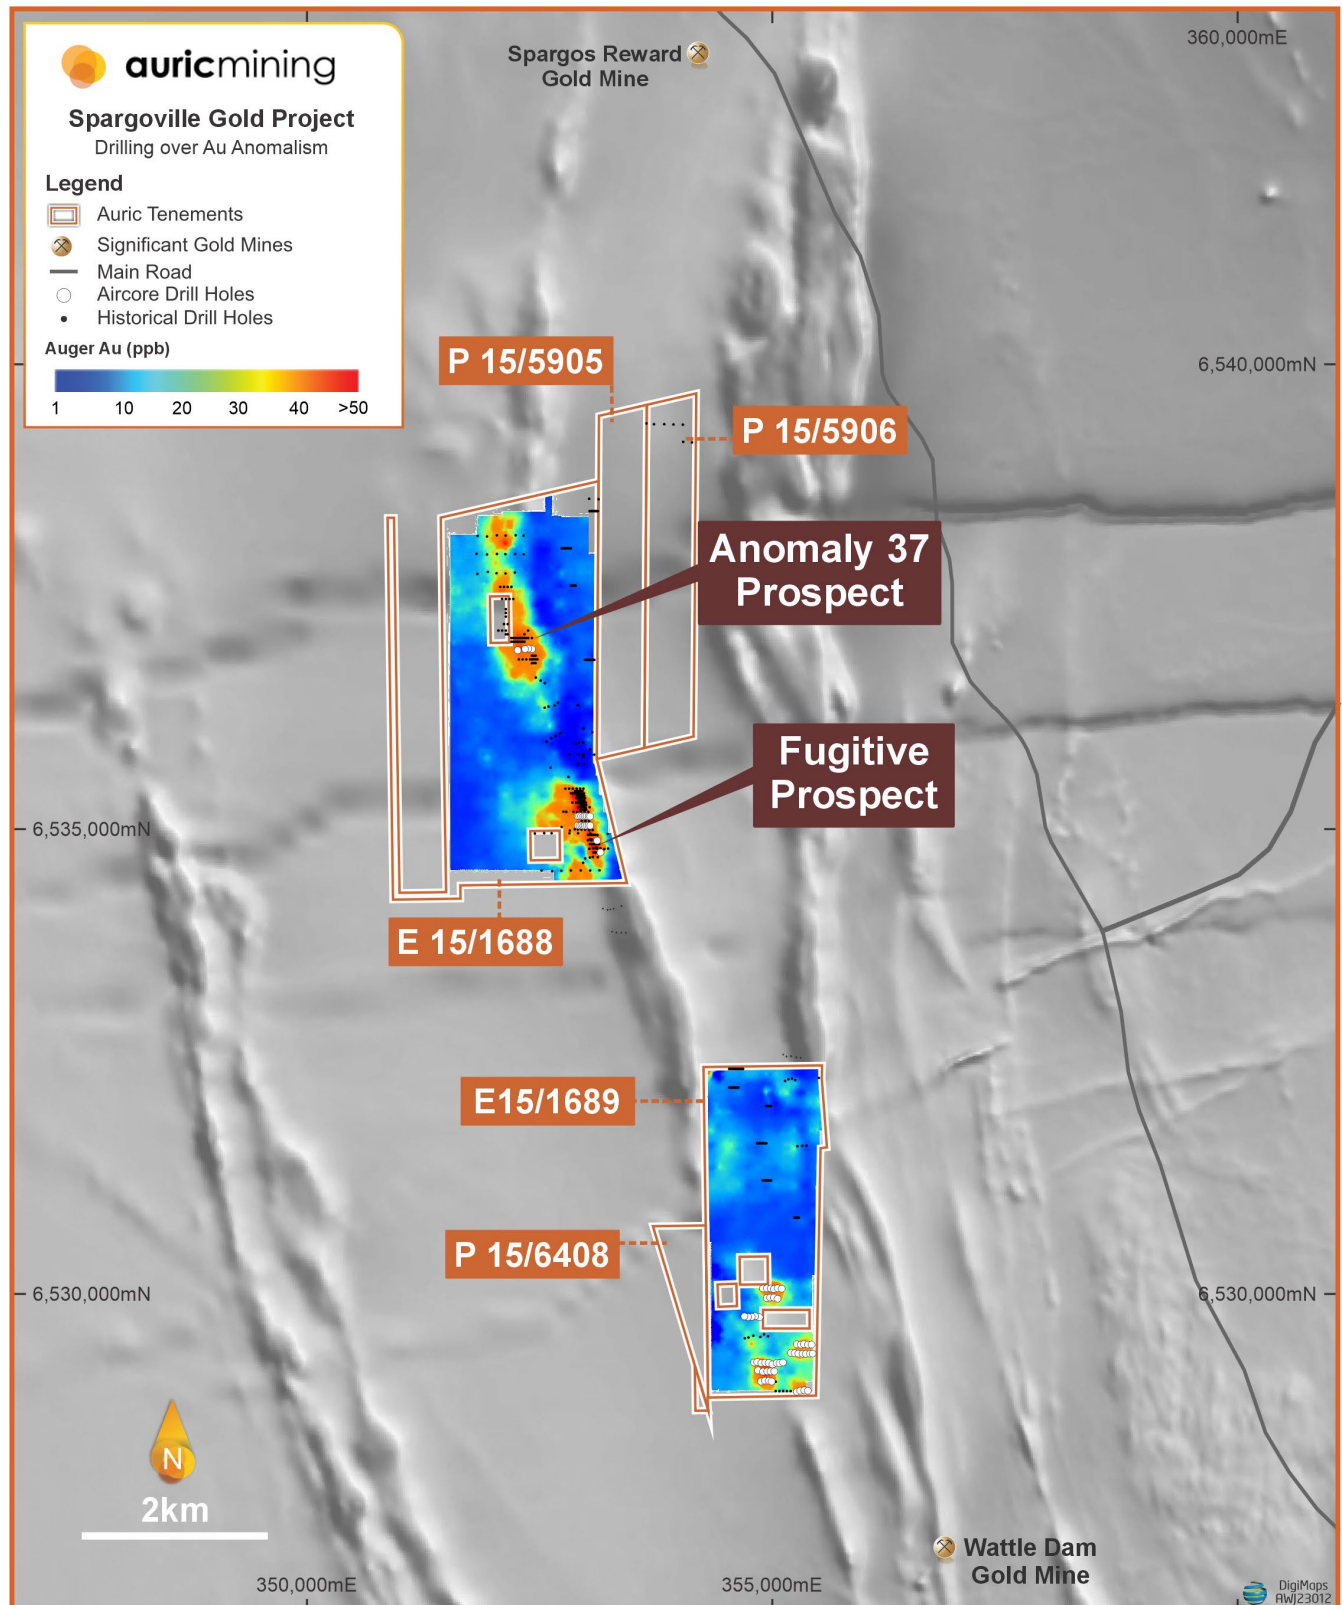 auricmining
Spargoville Gold Project
Drilling over Au Anomalism
Legend
Auric Tenements
Significant Gold Mines
Main Road
Aircore Drill Holes
Historical Drill Holes
Auger Au (ppb)
1 10 20 30 40 >50
Spargos Reward
Gold Mine
360,000mE
6,540,000mN
P 15/5905
P 15/5906
Anomaly 37
Prospect
Fugitive
Prospect
6,535,000mN
E 15/1688
E15/1689
P 15/6408
6,530,000mN
6,530,000mN
N
2km
Wattle Dam
Gold Mine
350,000mE
355,000mE
DigiMaps
AWJ23012